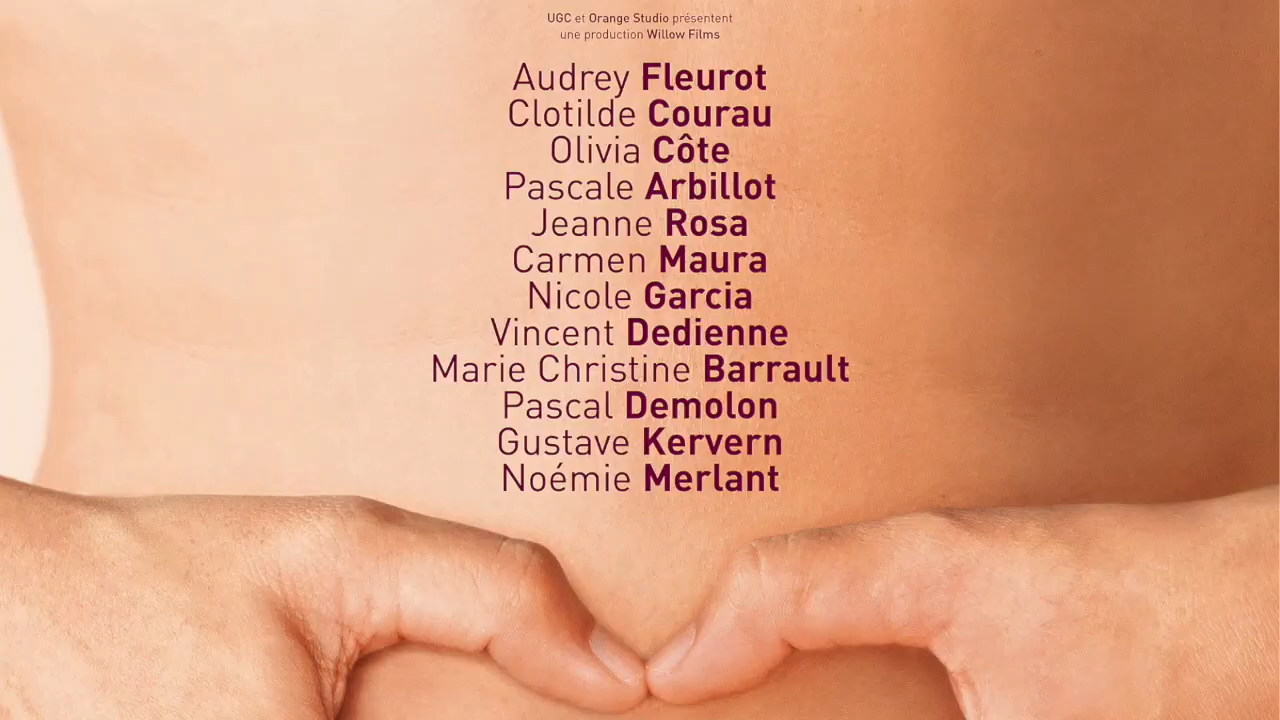 UGC et Orange Studio présentent
une production Willow Films
Audrey Fleurot
Clotilde Courau
Olivia Côte
Pascale Arbillot
Jeanne Rosa
Carmen Maura
Nicole Garcia
Vincent Dedienne
Marie Christine Barrault
Pascal Demolon
Gustave Kervern
Noémie Merlant